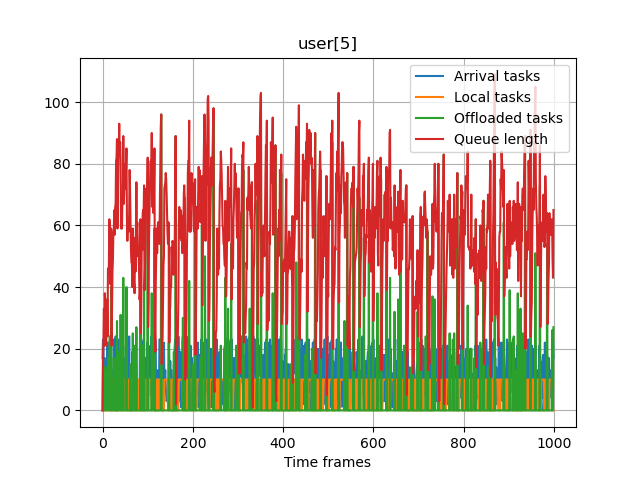 user[5]
Arrival tasks
Local tasks
Offloaded tasks
Queue length
100
80
60
40
20
0
0 200 400 600 800 1000
Time frames